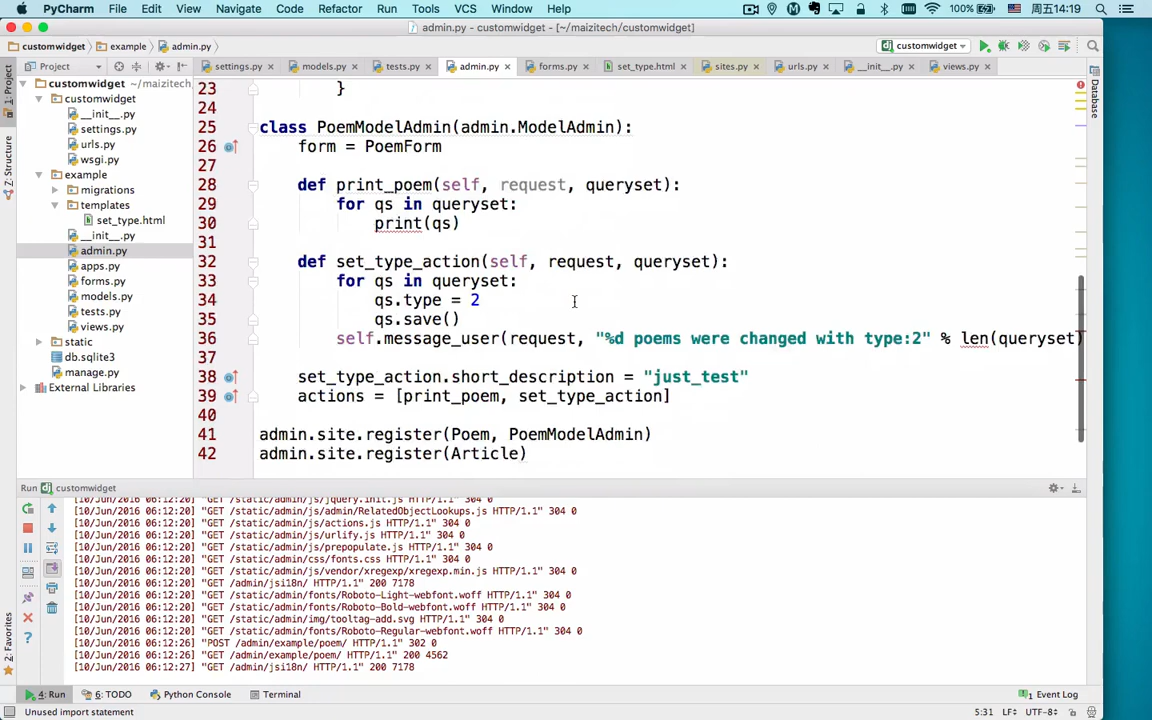 PyCharm File Edit View Navigate Code Refactor Run Tools VCS Window Help 100% 周五14:19
admin.py - customwidget - [~/maizitech/customwidget]
customwidget example admin.py customwidget
Project settings.py models.py tests.py admin.py forms.py set_type.html sites.py urls.py __init__.py views.py
1: Project
Z: Structure
2: Favorites
Database
customwidget
customwidget
__init__.py
settings.py
urls.py
wsgi.py
example
migrations
templates
set_type.html
__init__.py
admin.py
apps.py
forms.py
models.py
tests.py
views.py
static
db.sqlite3
manage.py
External Libraries
23 }
24
25 class PoemModelAdmin(admin.ModelAdmin):
26 form = PoemForm
27
28 def print_poem(self, request, queryset):
29 for qs in queryset:
30 print(qs)
31
32 def set_type_action(self, request, queryset):
33 for qs in queryset:
34 qs.type = 2
35 qs.save()
36 self.message_user(request, "%d poems were changed with type:2" % len(queryset)
37
38 set_type_action.short_description = "just_test"
39 actions = [print_poem, set_type_action]
40
41 admin.site.register(Poem, PoemModelAdmin)
42 admin.site.register(Article)
Run customwidget
[10/Jun/2016 06:12:20] "GET /static/admin/js/jquery.init.js HTTP/1.1" 304 0
[10/Jun/2016 06:12:20] "GET /static/admin/js/admin/RelatedObjectLookups.js HTTP/1.1" 304 0
[10/Jun/2016 06:12:20] "GET /static/admin/js/actions.js HTTP/1.1" 304 0
[10/Jun/2016 06:12:20] "GET /static/admin/js/urlify.js HTTP/1.1" 304 0
[10/Jun/2016 06:12:20] "GET /static/admin/js/prepopulate.js HTTP/1.1" 304 0
[10/Jun/2016 06:12:20] "GET /static/admin/css/fonts.css HTTP/1.1" 304 0
[10/Jun/2016 06:12:20] "GET /static/admin/js/vendor/xregexp/xregexp.min.js HTTP/1.1" 304 0
[10/Jun/2016 06:12:20] "GET /admin/jsi18n/ HTTP/1.1" 200 7178
[10/Jun/2016 06:12:20] "GET /static/admin/fonts/Roboto-Light-webfont.woff HTTP/1.1" 304 0
[10/Jun/2016 06:12:20] "GET /static/admin/fonts/Roboto-Bold-webfont.woff HTTP/1.1" 304 0
[10/Jun/2016 06:12:20] "GET /static/admin/img/tooltag-add.svg HTTP/1.1" 304 0
[10/Jun/2016 06:12:20] "GET /static/admin/fonts/Roboto-Regular-webfont.woff HTTP/1.1" 304 0
[10/Jun/2016 06:12:26] "POST /admin/example/poem/ HTTP/1.1" 302 0
[10/Jun/2016 06:12:26] "GET /admin/example/poem/ HTTP/1.1" 200 4562
[10/Jun/2016 06:12:27] "GET /admin/jsi18n/ HTTP/1.1" 200 7178
4: Run 6: TODO Python Console Terminal 1 Event Log
Unused import statement 5:31 LF UTF-8